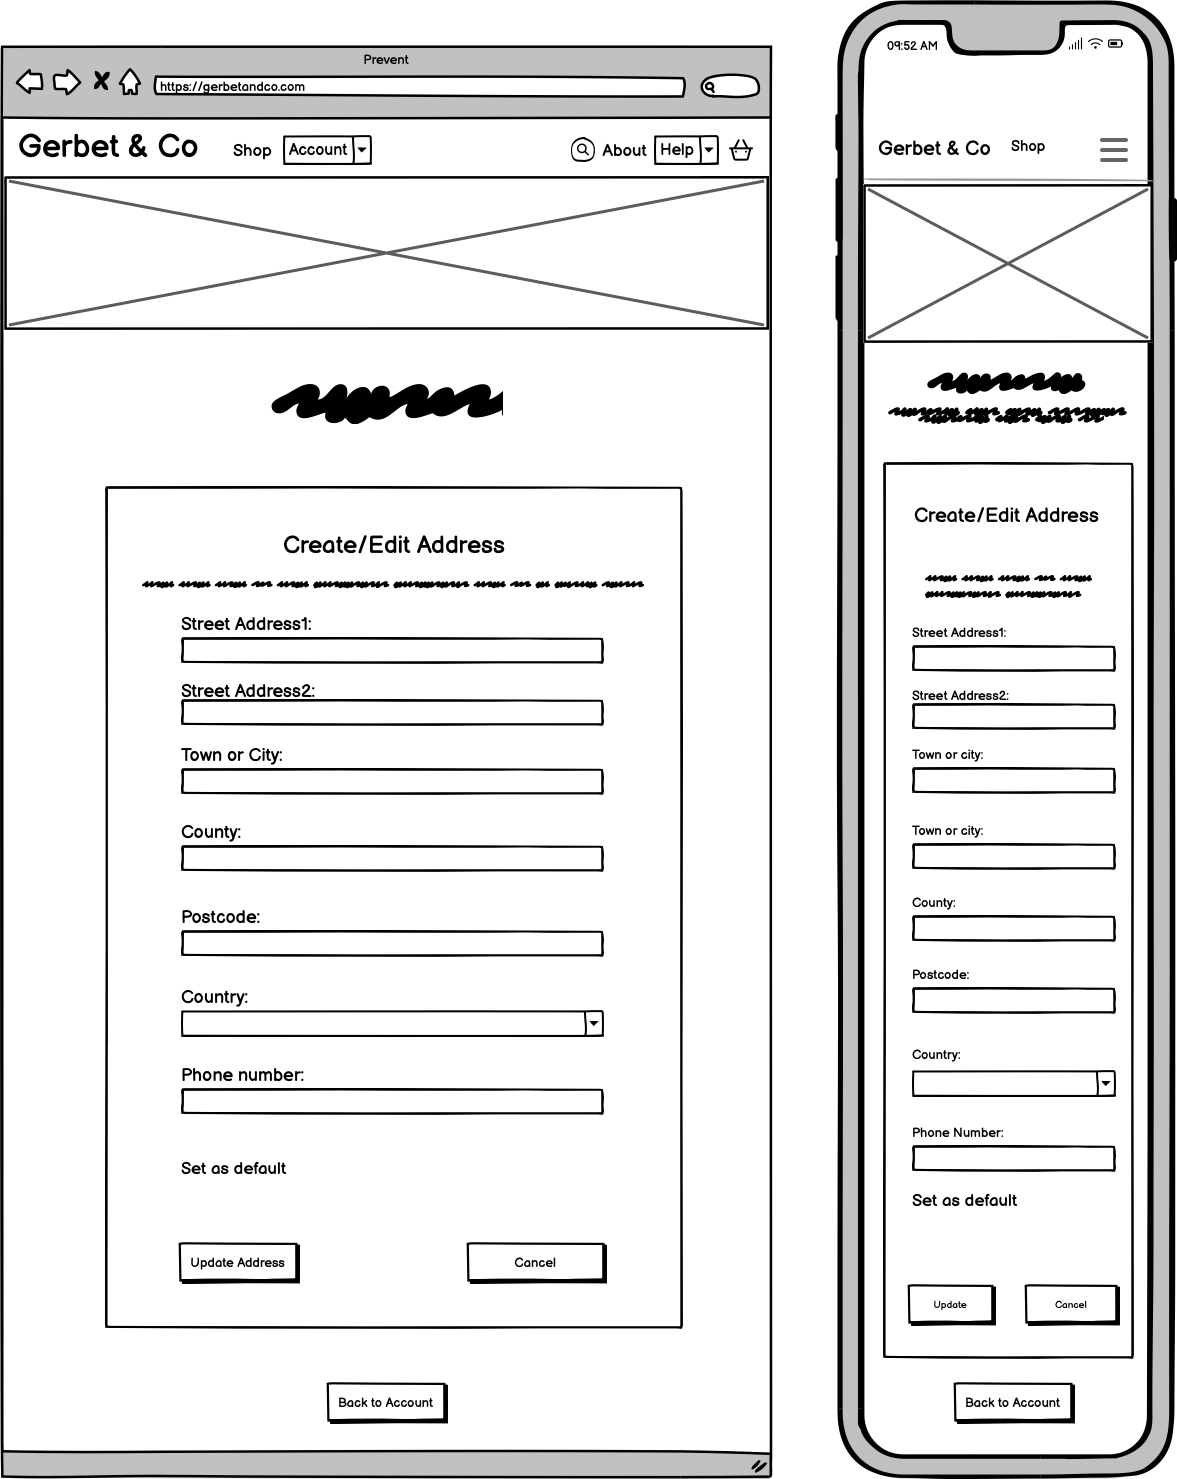 Prevent
https://gerbetandco.com
Gerbet & Co Shop Account About Help
Create/Edit Address
Street Address1:
Street Address2:
Town or City:
County:
Postcode:
Country:
Phone number:
Set as default
Update Address Cancel
Back to Account
09:52 AM
Gerbet & Co Shop
Create/Edit Address
Street Address1:
Street Address2:
Town or city:
Town or city:
County:
Postcode:
Country:
Phone Number:
Set as default
Update Cancel
Back to Account